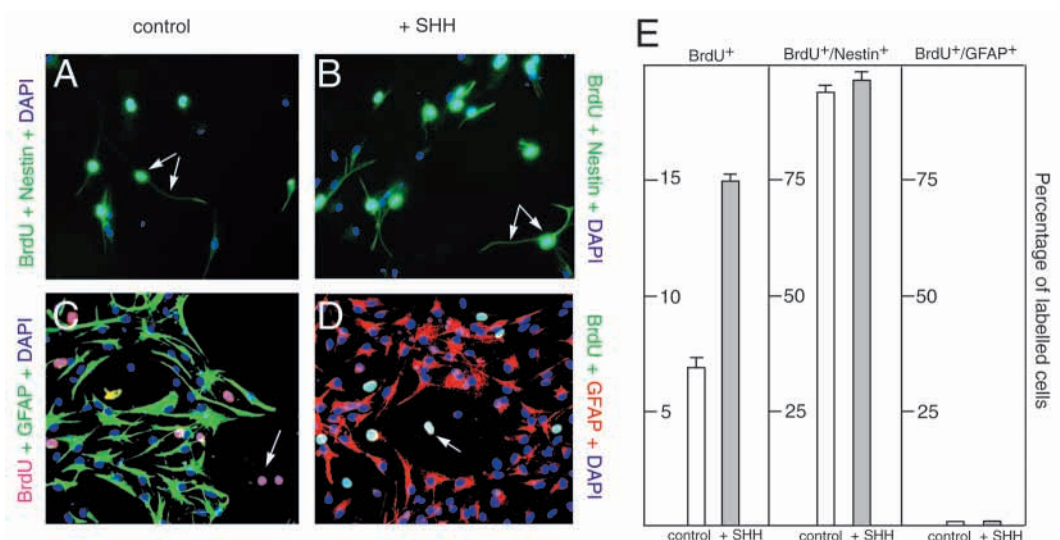 control
+ SHH
A
B
C
D
BrdU + Nestin + DAPI
BrdU + Nestin + DAPI
BrdU + GFAP + DAPI
BrdU + GFAP + DAPI
E
BrdU+
BrdU+/Nestin+
BrdU+/GFAP+
15
75
75
10
50
50
5
25
25
Percentage of labelled cells
control + SHH
control + SHH
control + SHH